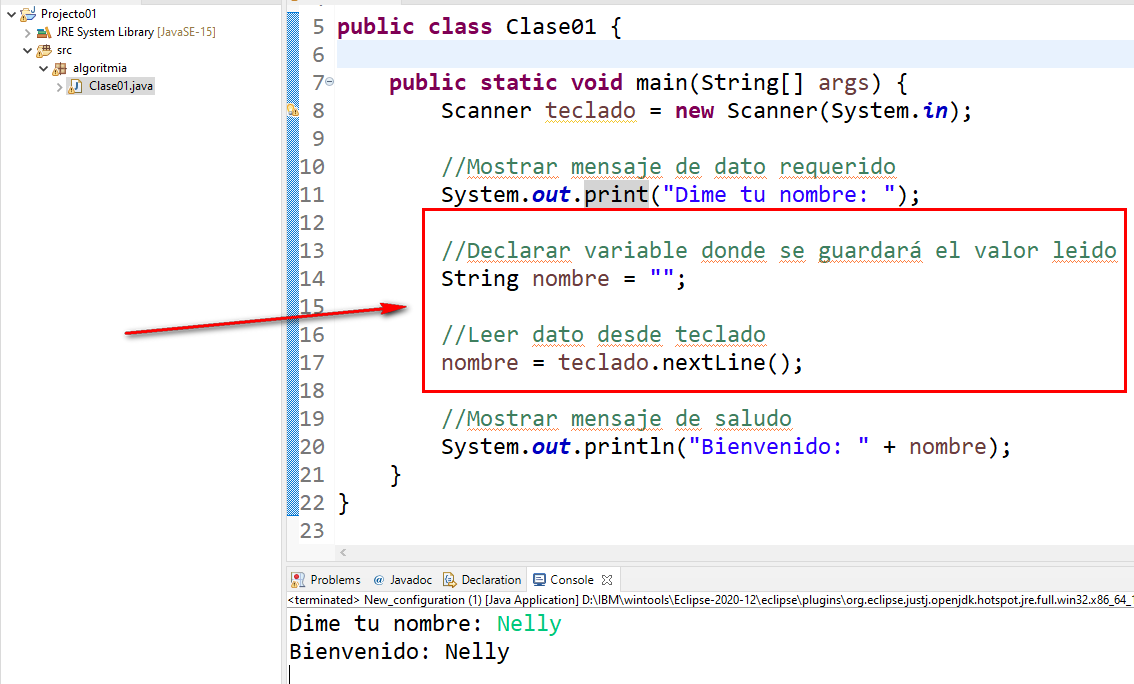 Projecto01
JRE System Library [JavaSE-15]
src
algoritmia
Clase01.java
5 public class Clase01 {
6
7 public static void main(String[] args) {
8 Scanner teclado = new Scanner(System.in);
9
10 //Mostrar mensaje de dato requerido
11 System.out.print("Dime tu nombre: ");
12
13 //Declarar variable donde se guardará el valor leido
14 String nombre = "";
15
16 //Leer dato desde teclado
17 nombre = teclado.nextLine();
18
19 //Mostrar mensaje de saludo
20 System.out.println("Bienvenido: " + nombre);
21 }
22 }
23
Problems @ Javadoc Declaration Console
<terminated> New_configuration (1) [Java Application] D:\IBM\wintools\Eclipse-2020-12\eclipse\plugins\org.eclipse.justj.openjdk.hotspot.jre.full.win32.x86_64_
Dime tu nombre: Nelly
Bienvenido: Nelly